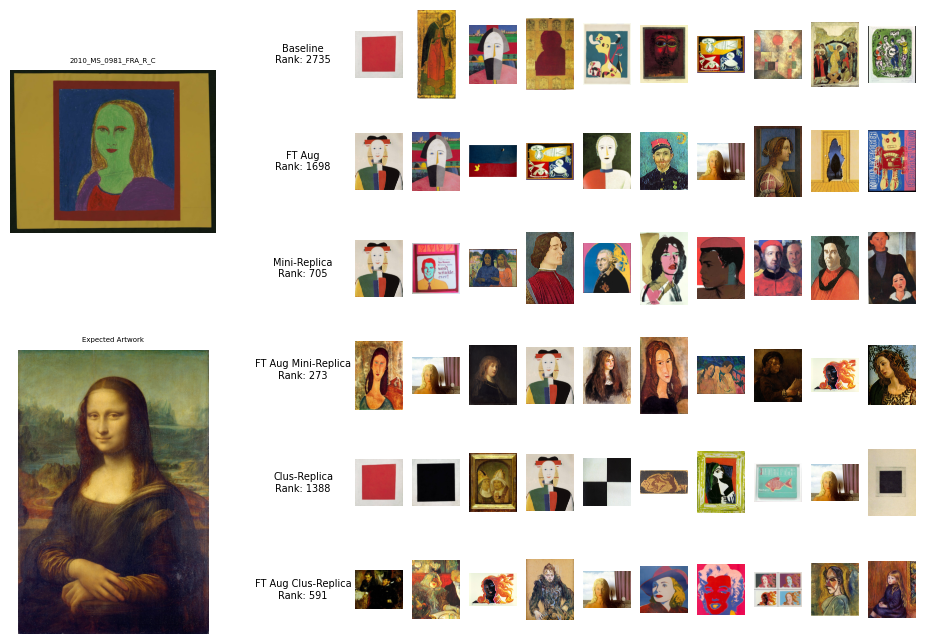 2010_MS_0981_FRA_R_C
Expected Artwork
Baseline
Rank: 2735
FT Aug
Rank: 1698
Mini-Replica
Rank: 705
FT Aug Mini-Replica
Rank: 273
Clus-Replica
Rank: 1388
FT Aug Clus-Replica
Rank: 591